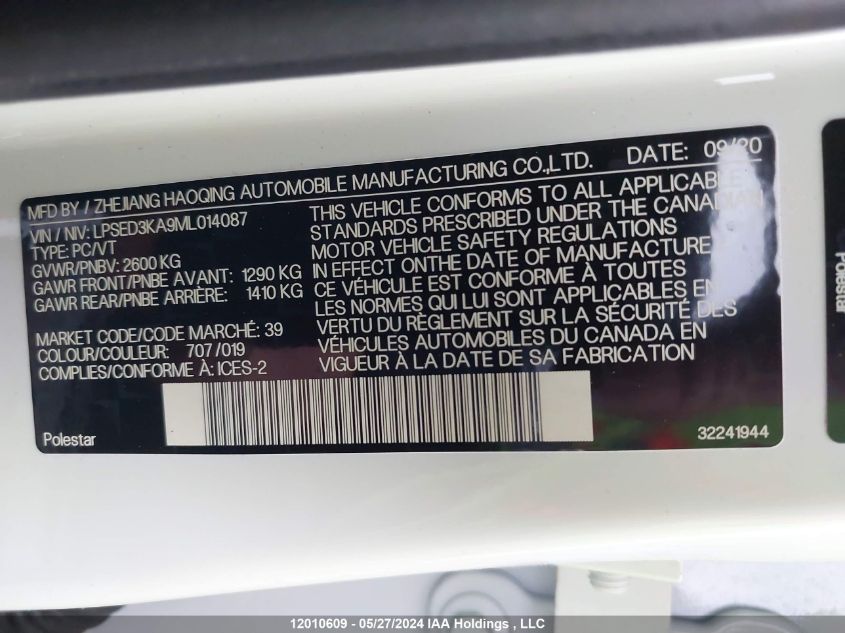 MFD BY / ZHEJIANG HAOQING AUTOMOBILE MANUFACTURING CO.,LTD. DATE: 09/20
VIN / NIV: LPSED3KA9ML014087
TYPE: PC/VT
GVWR/PNBV: 2600 KG
GAWR FRONT/PNBE AVANT: 1290 KG
GAWR REAR/PNBE ARRIÈRE: 1410 KG
MARKET CODE/CODE MARCHÉ: 39
COLOUR/COULEUR: 707 /019
COMPLIES/CONFORME À: ICES-2
THIS VEHICLE CONFORMS TO ALL APPLICABLE
STANDARDS PRESCRIBED UNDER THE CANADIAN
MOTOR VEHICLE SAFETY REGULATIONS
IN EFFECT ONTHE DATE OF MANUFACTURE
CE VÉHICULE EST CONFORME À TOUTES
LES NORMES QUI LUI SONT APPLICABLES EN
VERTU DU RÈGLEMENT SUR LA SÉCURITÉ DES
VÉHICULES AUTOMOBILES DU CANADA EN
VIGUEUR À LA DATE DE SA FABRICATION
Polestar
32241944
Polestar
12010609 - 05/27/2024 IAA Holdings , LLC